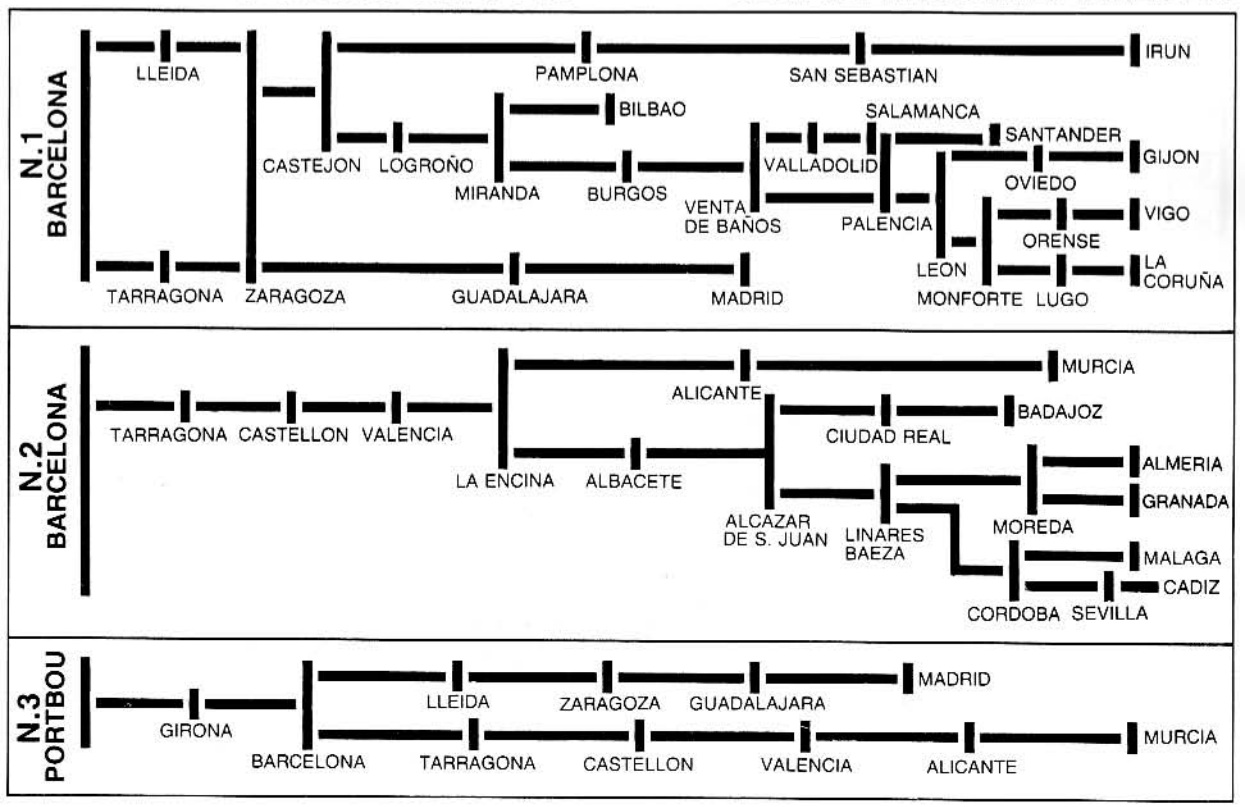 N.1
BARCELONA
LLEIDA
PAMPLONA
SAN SEBASTIAN
IRUN
BILBAO
SALAMANCA
SANTANDER
CASTEJON
LOGROÑO
MIRANDA
BURGOS
VENTA
DE BAÑOS
VALLADOLID
PALENCIA
OVIEDO
GIJON
ORENSE
VIGO
LEON
MONFORTE
LUGO
LA
CORUÑA
TARRAGONA
ZARAGOZA
GUADALAJARA
MADRID
N.2
BARCELONA
TARRAGONA
CASTELLON
VALENCIA
LA ENCINA
ALICANTE
MURCIA
ALBACETE
CIUDAD REAL
BADAJOZ
ALCAZAR
DE S. JUAN
LINARES
BAEZA
MOREDA
ALMERIA
GRANADA
MALAGA
CORDOBA
SEVILLA
CADIZ
N.3
PORTBOU
GIRONA
BARCELONA
LLEIDA
ZARAGOZA
GUADALAJARA
MADRID
TARRAGONA
CASTELLON
VALENCIA
ALICANTE
MURCIA